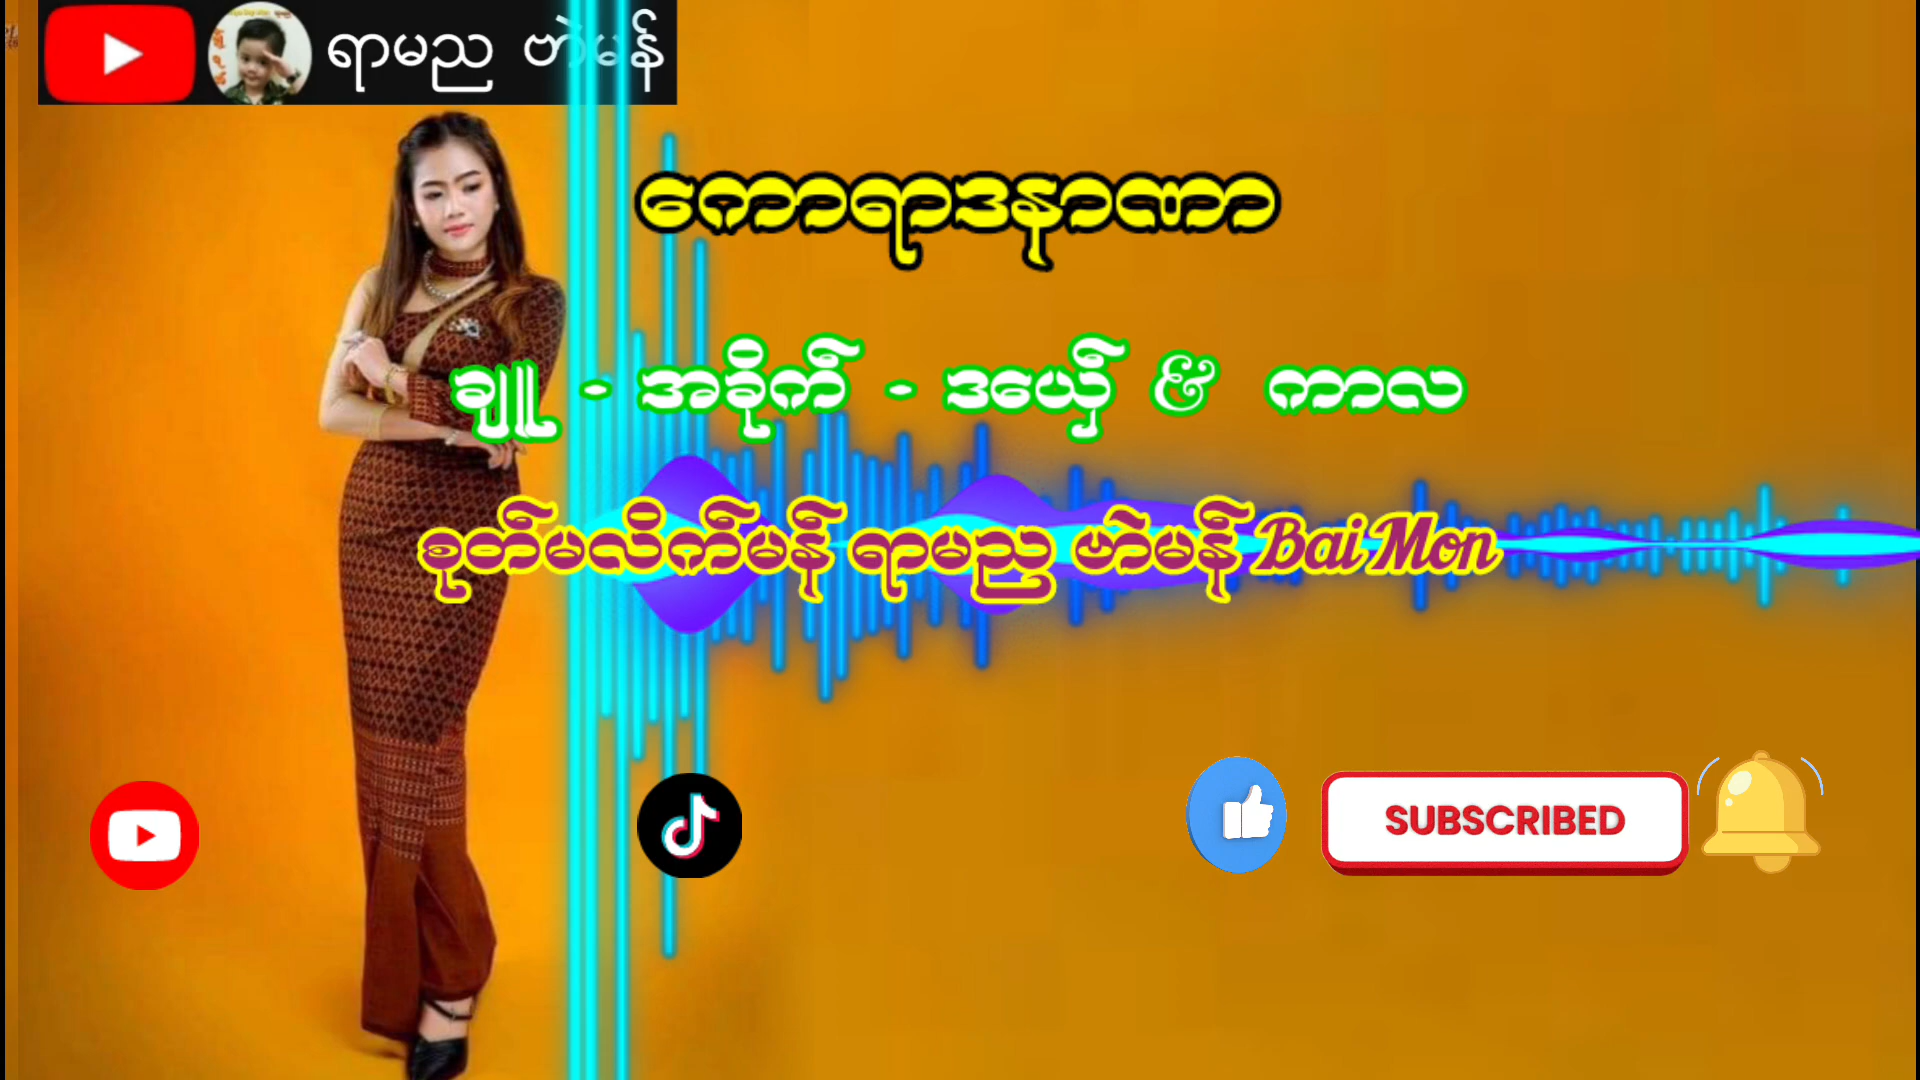 ရာမည ဗာဲမန်
ကောရာဒနာဏာ
ချူ - အခိုက် - ဒယှေ် & ကာလ
စုတ်မလိက်မန် ရာမည ဗာဲမန် Bai Mon
SUBSCRIBED